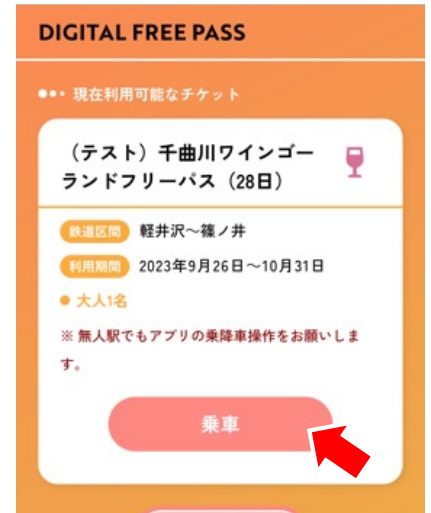 DIGITAL FREE PASS
現在利用可能なチケット
（テスト）千曲川ワインゴー
ランドフリーパス（28日）
鉄道区間 軽井沢～篠ノ井
利用期間 2023年9月26日～10月31日
大人1名
※ 無人駅でもアプリの乗降車操作をお願いしま
す。
乗車